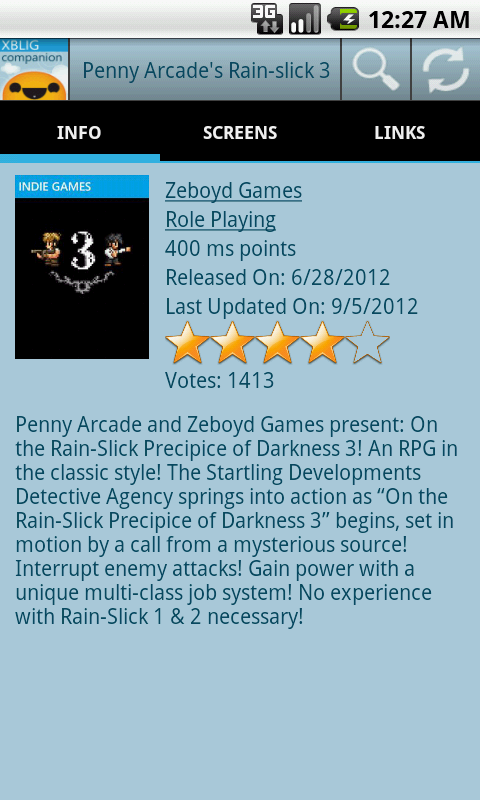 3G
12:27 AM
XBLIG
companion
Penny Arcade's Rain-slick 3
INFO
SCREENS
LINKS
INDIE GAMES
3
Zeboyd Games
Role Playing
400 ms points
Released On: 6/28/2012
Last Updated On: 9/5/2012
Votes: 1413
Penny Arcade and Zeboyd Games present: On
the Rain-Slick Precipice of Darkness 3! An RPG in
the classic style! The Startling Developments
Detective Agency springs into action as “On the
Rain-Slick Precipice of Darkness 3” begins, set in
motion by a call from a mysterious source!
Interrupt enemy attacks! Gain power with a
unique multi-class job system! No experience
with Rain-Slick 1 & 2 necessary!